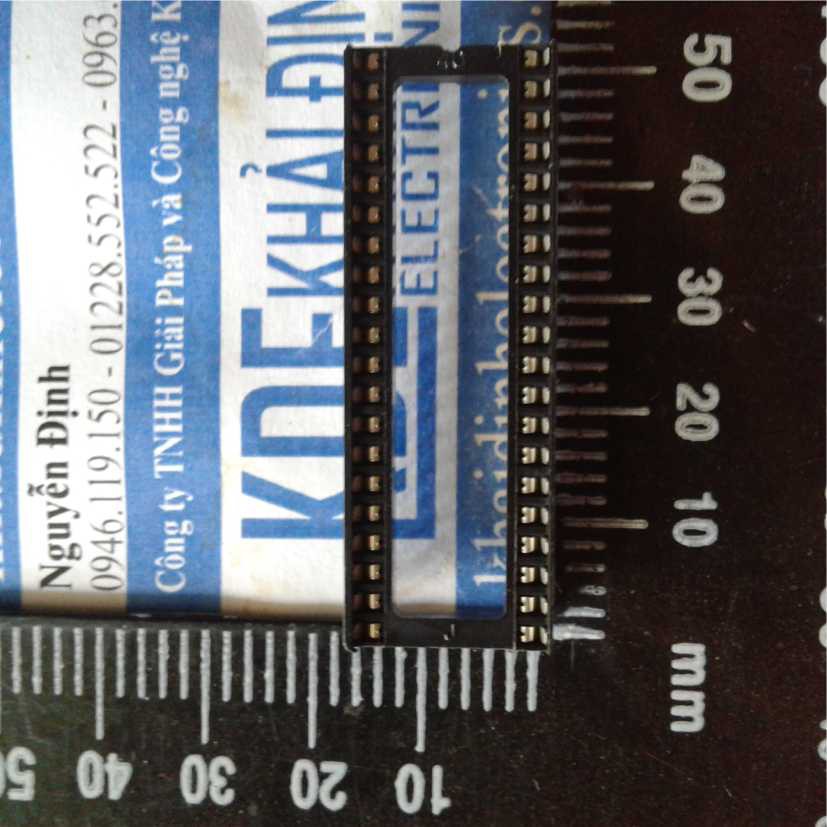 Nguyễn Định
0946.119.150 - 01228.552.522 - 0963.
Công ty TNHH Giải Pháp và Công nghệ K
KDE KHẢI ĐỊN
ELECTR
50
40
30
20
10
mm
40
30
20
10